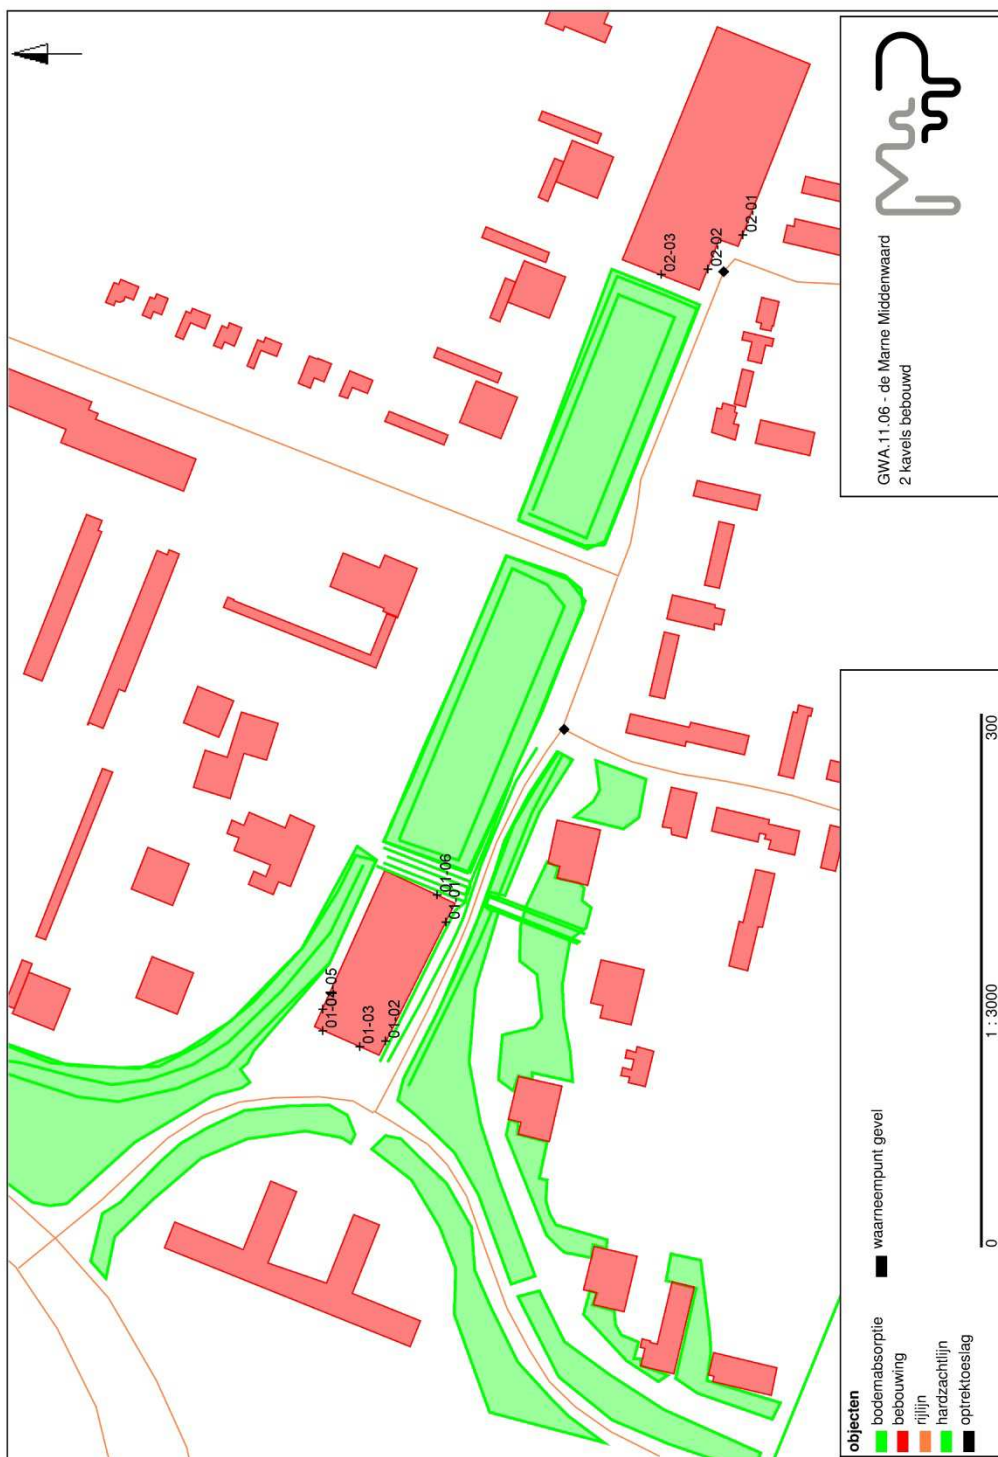 01-04
01-05
01-03
01-02
01-06
01-01
02-03
02-02
02-01
GWA.11.06 - de Marne Middenwaard
2 kavels bebouwd
objecten
bodemabsorptie
bebouwing
rijlijn
hardzachtlijn
optrektoeslag
waarneempunt gevel
0
1 : 3000
300